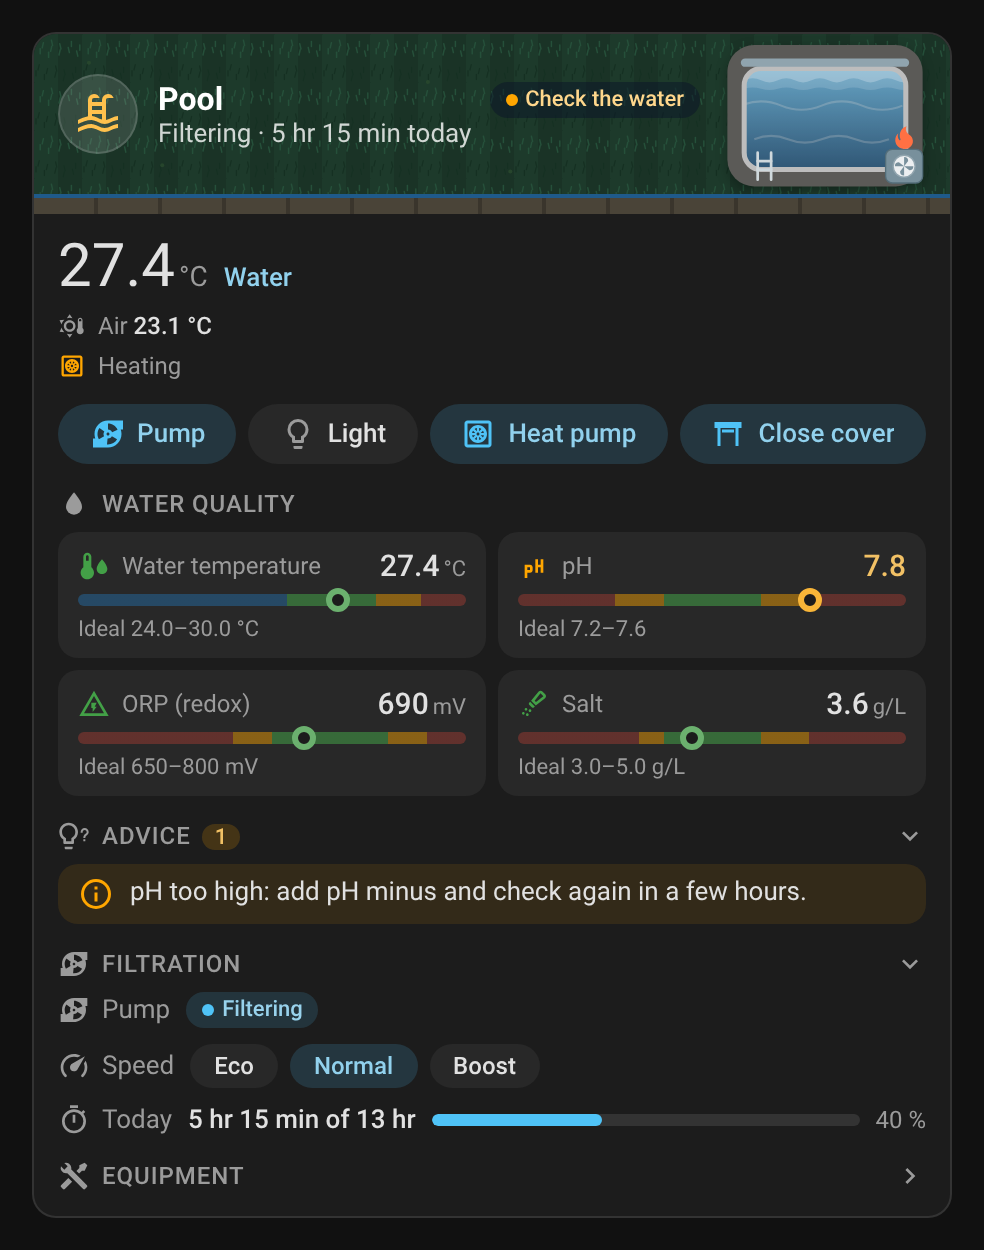 Pool
Filtering · 5 hr 15 min today
Check the water
27.4 °C Water
Air 23.1 °C
Heating
Pump
Light
Heat pump
Close cover
WATER QUALITY
Water temperature 27.4 °C
Ideal 24.0–30.0 °C
pH pH 7.8
Ideal 7.2–7.6
ORP (redox) 690 mV
Ideal 650–800 mV
Salt 3.6 g/L
Ideal 3.0–5.0 g/L
ADVICE 1
pH too high: add pH minus and check again in a few hours.
FILTRATION
Pump Filtering
Speed Eco Normal Boost
Today 5 hr 15 min of 13 hr 40 %
EQUIPMENT